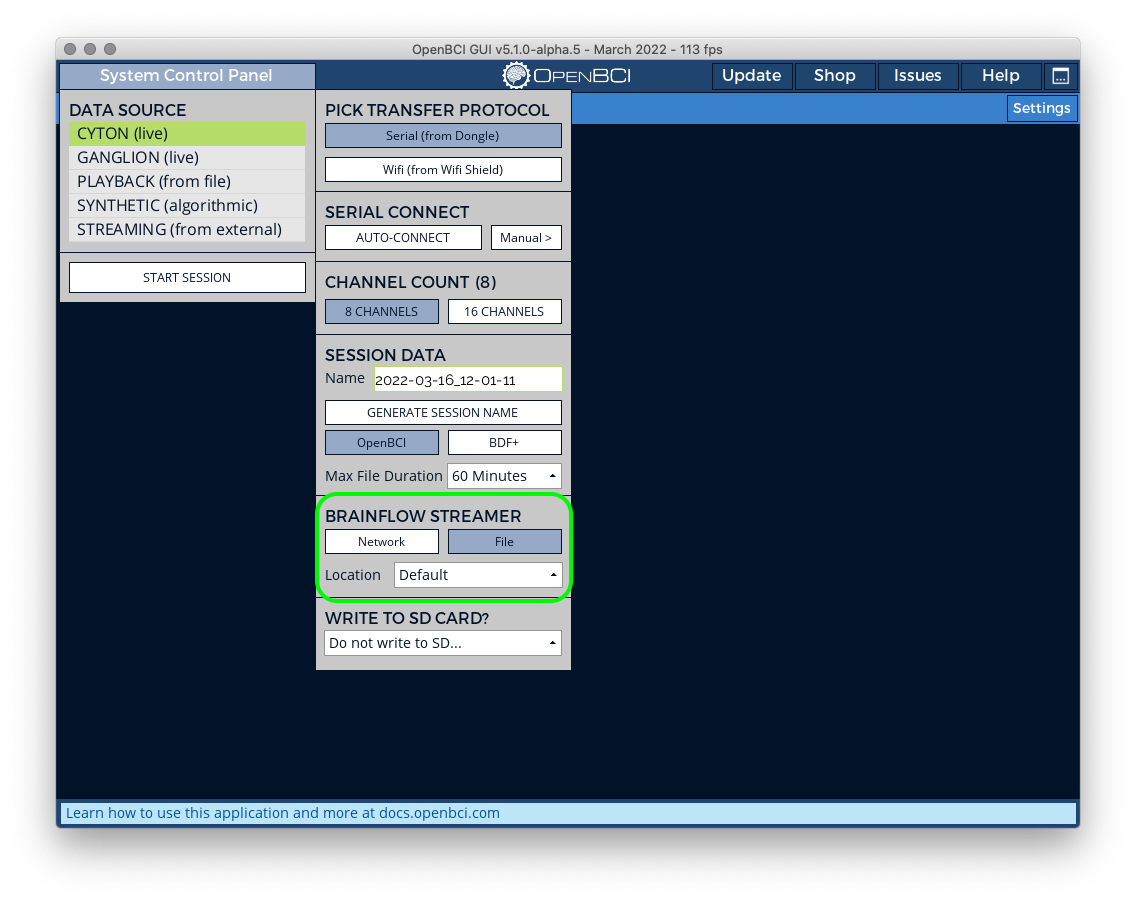 OpenBCI GUI v5.1.0-alpha.5 - March 2022 - 113 fps
System Control Panel
OPENBCI
Update
Shop
Issues
Help
...
Settings
DATA SOURCE
CYTON (live)
GANGLION (live)
PLAYBACK (from file)
SYNTHETIC (algorithmic)
STREAMING (from external)
START SESSION
PICK TRANSFER PROTOCOL
Serial (from Dongle)
Wifi (from Wifi Shield)
SERIAL CONNECT
AUTO-CONNECT
Manual >
CHANNEL COUNT (8)
8 CHANNELS
16 CHANNELS
SESSION DATA
Name
2022-03-16_12-01-11
GENERATE SESSION NAME
OpenBCI
BDF+
Max File Duration
60 Minutes
BRAINFLOW STREAMER
Network
File
Location
Default
WRITE TO SD CARD?
Do not write to SD...
Learn how to use this application and more at docs.openbci.com